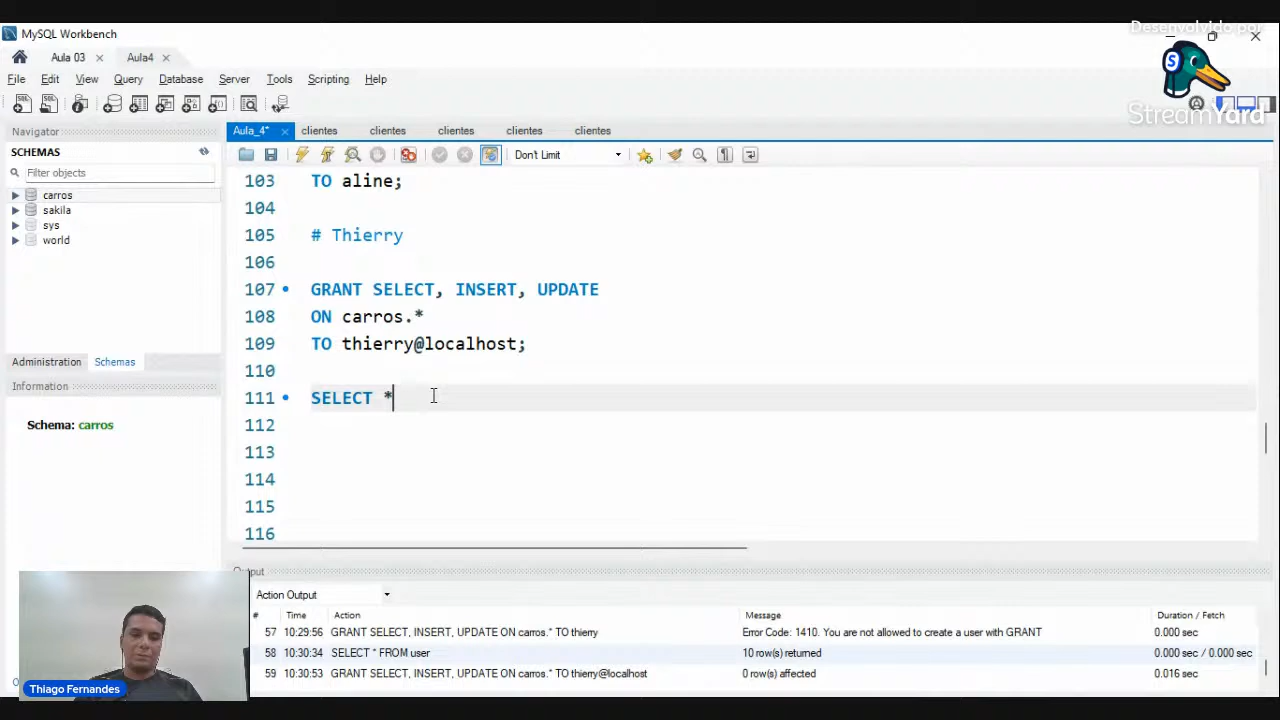 Desenvolvido por
MySQL Workbench
StreamYard
Aula 03
Aula4
File Edit View Query Database Server Tools Scripting Help
Navigator
SCHEMAS
Filter objects
carros
sakila
sys
world
Administration Schemas
Information
Schema: carros
Aula_4* clientes clientes clientes clientes clientes
Don't Limit
103 TO aline;
104
105 # Thierry
106
107 GRANT SELECT, INSERT, UPDATE
108 ON carros.*
109 TO thierry@localhost;
110
111 SELECT *
112
113
114
115
116
Action Output
# Time Action Message Duration / Fetch
57 10:29:56 GRANT SELECT, INSERT, UPDATE ON carros.* TO thierry Error Code: 1410. You are not allowed to create a user with GRANT 0.000 sec
58 10:30:34 SELECT * FROM user 10 row(s) returned 0.000 sec / 0.000 sec
59 10:30:53 GRANT SELECT, INSERT, UPDATE ON carros.* TO thierry@localhost 0 row(s) affected 0.016 sec
Thiago Fernandes